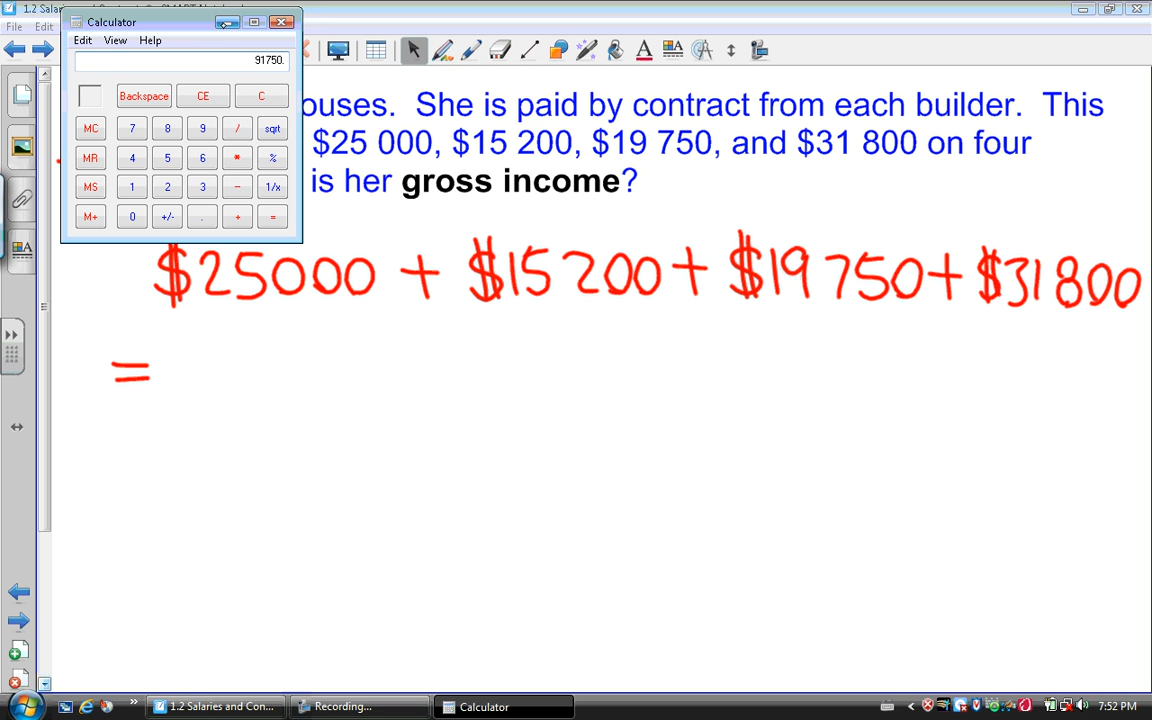 1.2 Salaries and Con
File Edit
Calculator
Edit View Help
91750.
Backspace CE C
MC 7 8 9 / sqrt
MR 4 5 6 * %
MS 1 2 3 - 1/x
M+ 0 +/- . + =
ouses. She is paid by contract from each builder. This
$25 000, $15 200, $19 750, and $31 800 on four
is her gross income?
$25000 + $15200 + $19750 + $31800
=
1.2 Salaries and Con...
Recording...
Calculator
7:52 PM